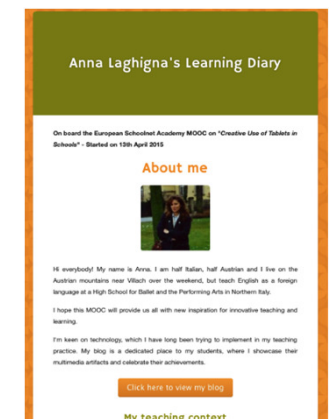 Anna Laghigna's Learning Diary
On board the European Schoolnet Academy MOOC on "Creative Use of Tablets in
Schools" - Started on 13th April 2015
About me
Hi everybody! My name is Anna. I am half Italian, half Austrian and I live on the
Austrian mountains near Villach over the weekend, but teach English as a foreign
language at a High School for Ballet and the Performing Arts in Northern Italy.
I hope this MOOC will provide us all with new inspiration for innovative teaching and
learning.
I'm keen on technology, which I have long been trying to implement in my teaching
practice. My blog is a dedicated place to my students, where I showcase their
multimedia artifacts and celebrate their achievements.
Click here to view my blog
My teaching context